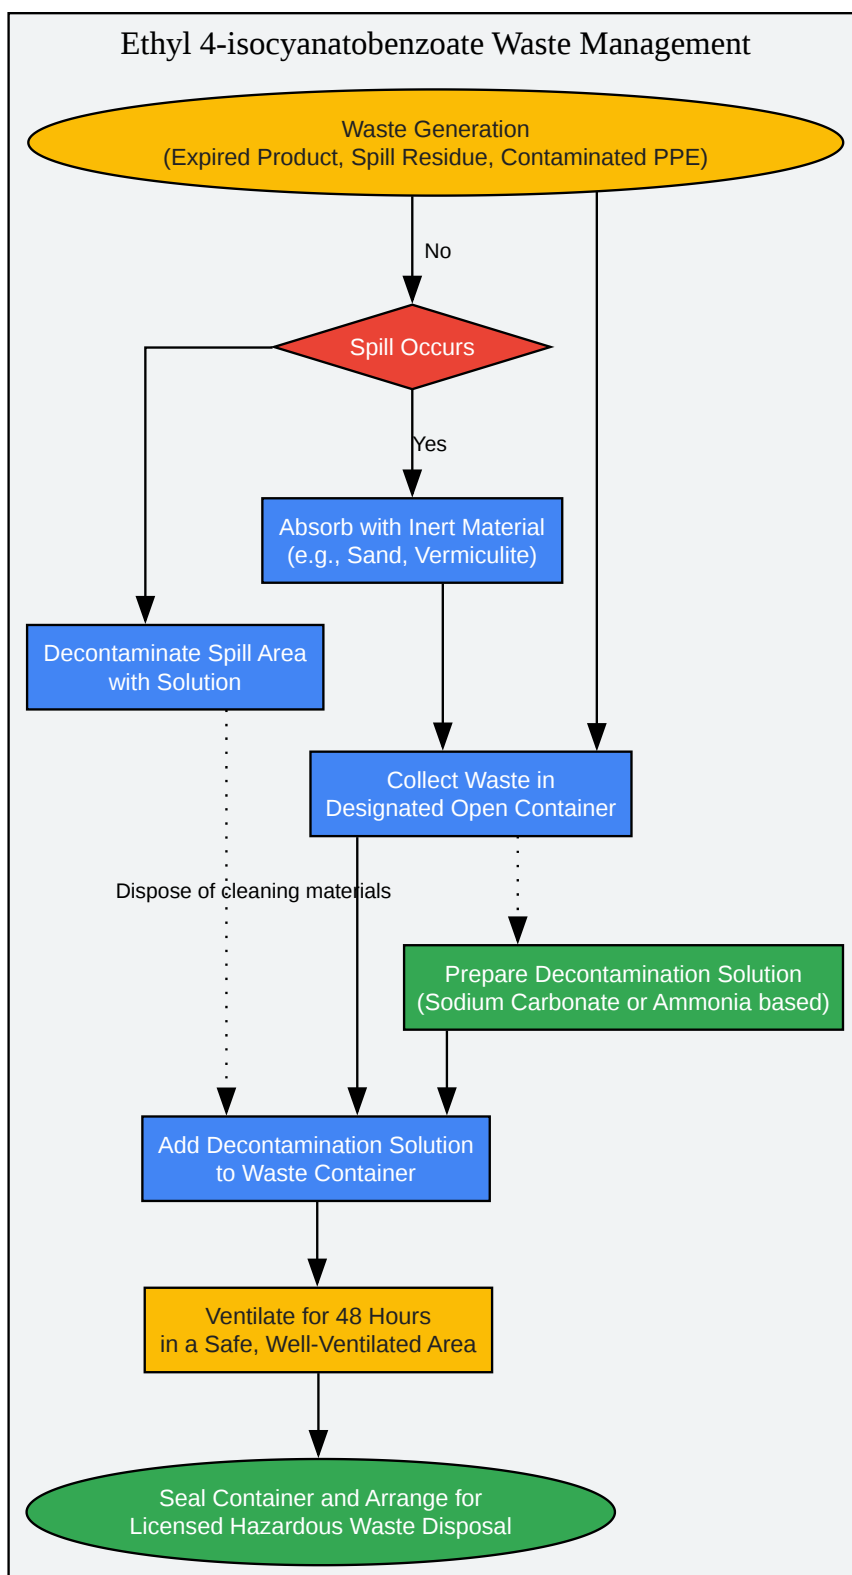 Ethyl 4-isocyanatobenzoate Waste Management
Waste Generation
(Expired Product, Spill Residue, Contaminated PPE)
No
Spill Occurs
Yes
Absorb with Inert Material
(e.g., Sand, Vermiculite)
Decontaminate Spill Area
with Solution
Collect Waste in
Designated Open Container
Dispose of cleaning materials
Prepare Decontamination Solution
(Sodium Carbonate or Ammonia based)
Add Decontamination Solution
to Waste Container
Ventilate for 48 Hours
in a Safe, Well-Ventilated Area
Seal Container and Arrange for
Licensed Hazardous Waste Disposal